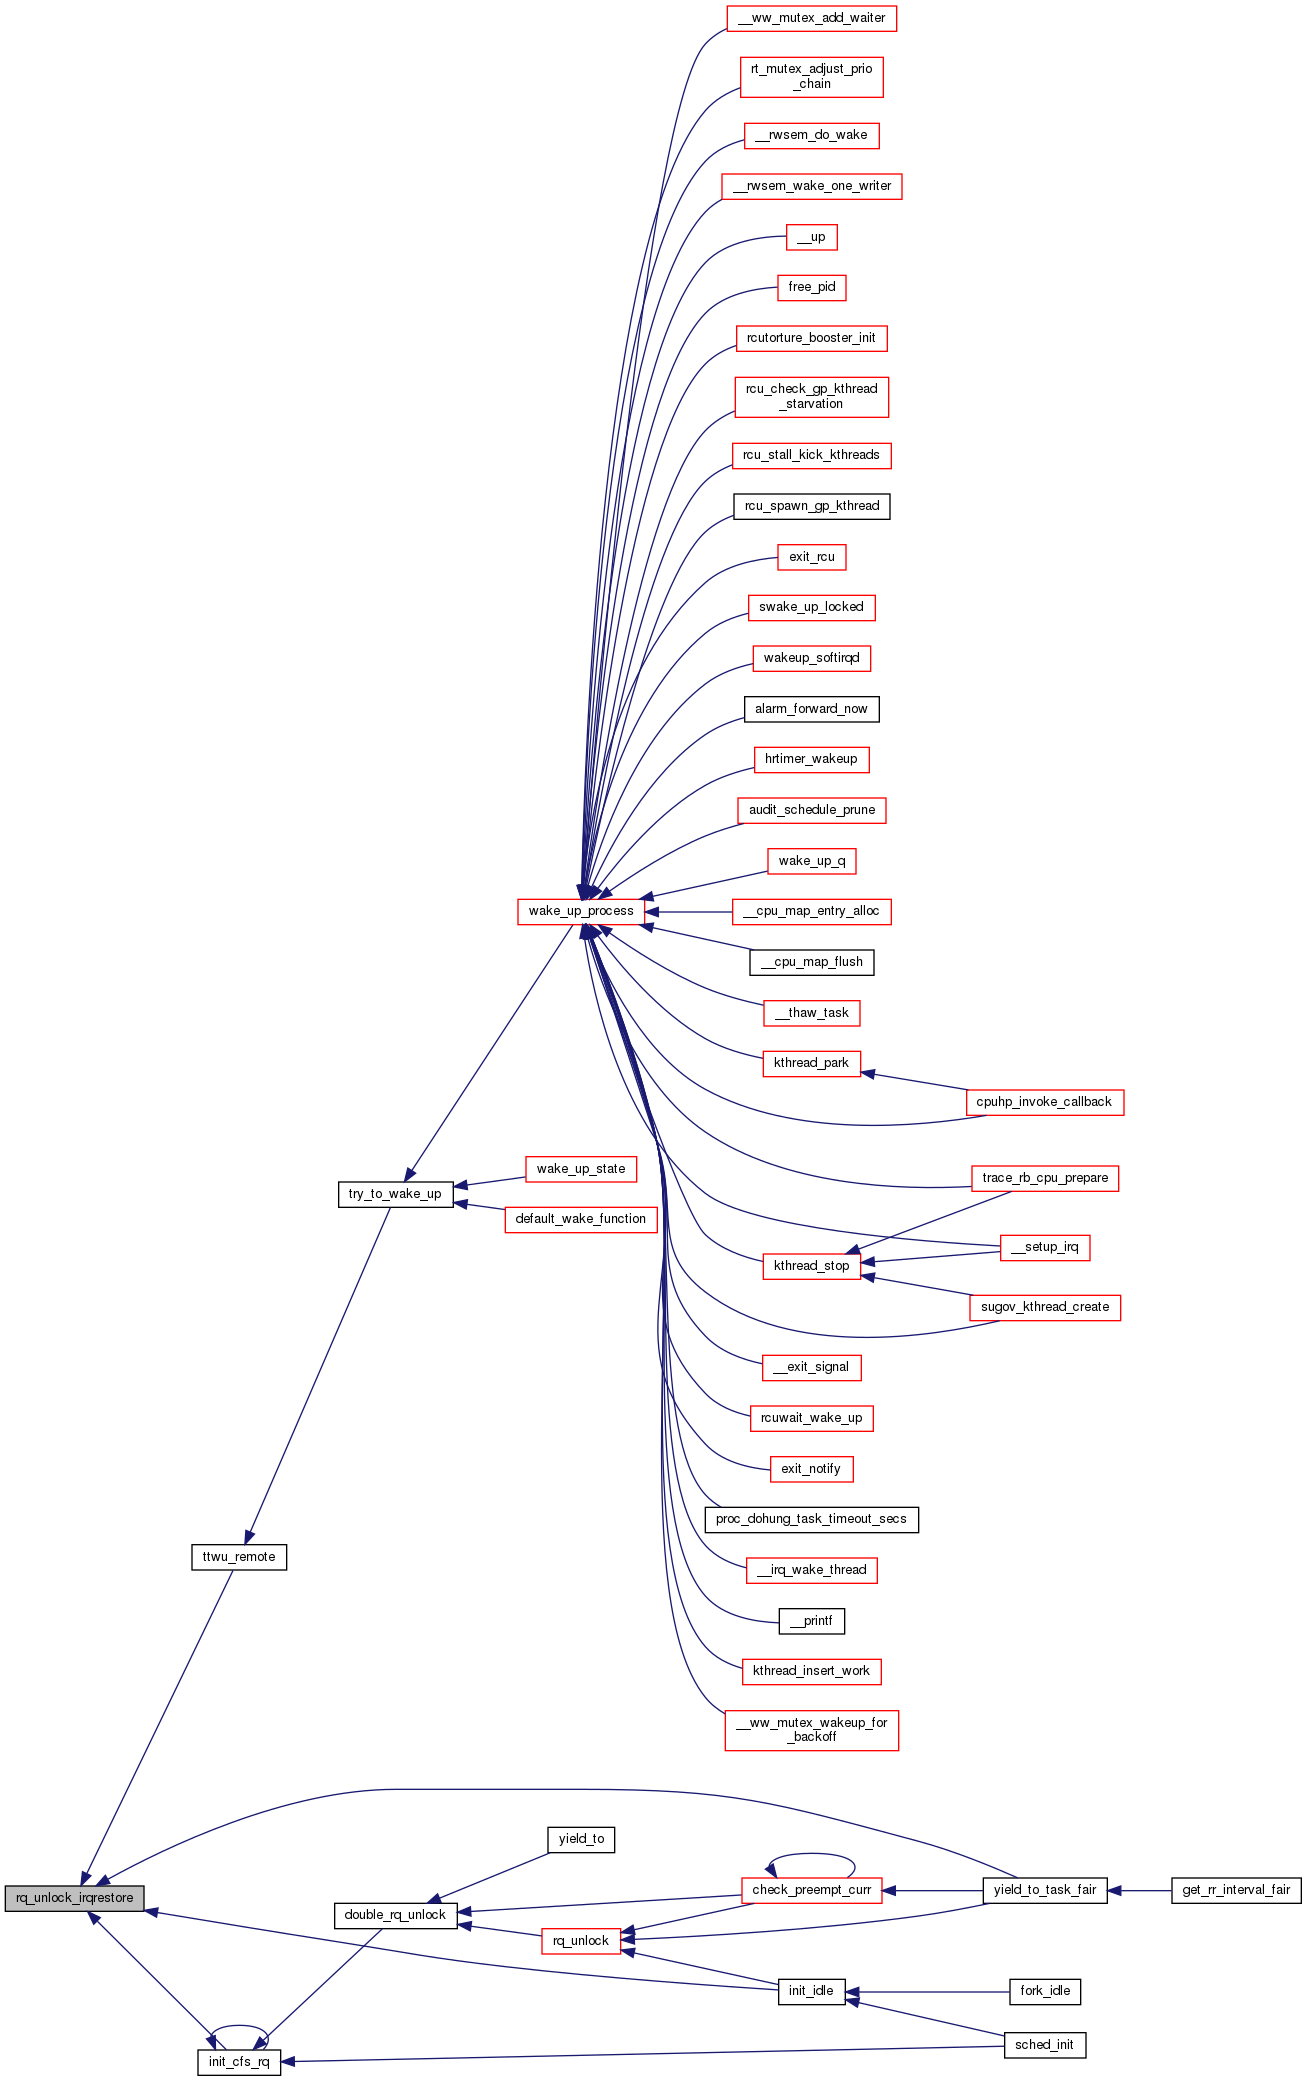 __ww_mutex_add_waiter
rt_mutex_adjust_prio
_chain
__rwsem_do_wake
__rwsem_wake_one_writer
__up
free_pid
rcutorture_booster_init
rcu_check_gp_kthread
_starvation
rcu_stall_kick_kthreads
rcu_spawn_gp_kthread
exit_rcu
swake_up_locked
wakeup_softirqd
alarm_forward_now
hrtimer_wakeup
audit_schedule_prune
wake_up_q
wake_up_process
__cpu_map_entry_alloc
__cpu_map_flush
__thaw_task
kthread_park
cpuhp_invoke_callback
wake_up_state
trace_rb_cpu_prepare
try_to_wake_up
default_wake_function
__setup_irq
kthread_stop
sugov_kthread_create
__exit_signal
rcuwait_wake_up
exit_notify
proc_dohung_task_timeout_secs
ttwu_remote
__irq_wake_thread
__printf
kthread_insert_work
__ww_mutex_wakeup_for
_backoff
yield_to
rq_unlock_irqrestore
check_preempt_curr
yield_to_task_fair
get_rr_interval_fair
double_rq_unlock
rq_unlock
init_idle
fork_idle
sched_init
init_cfs_rq